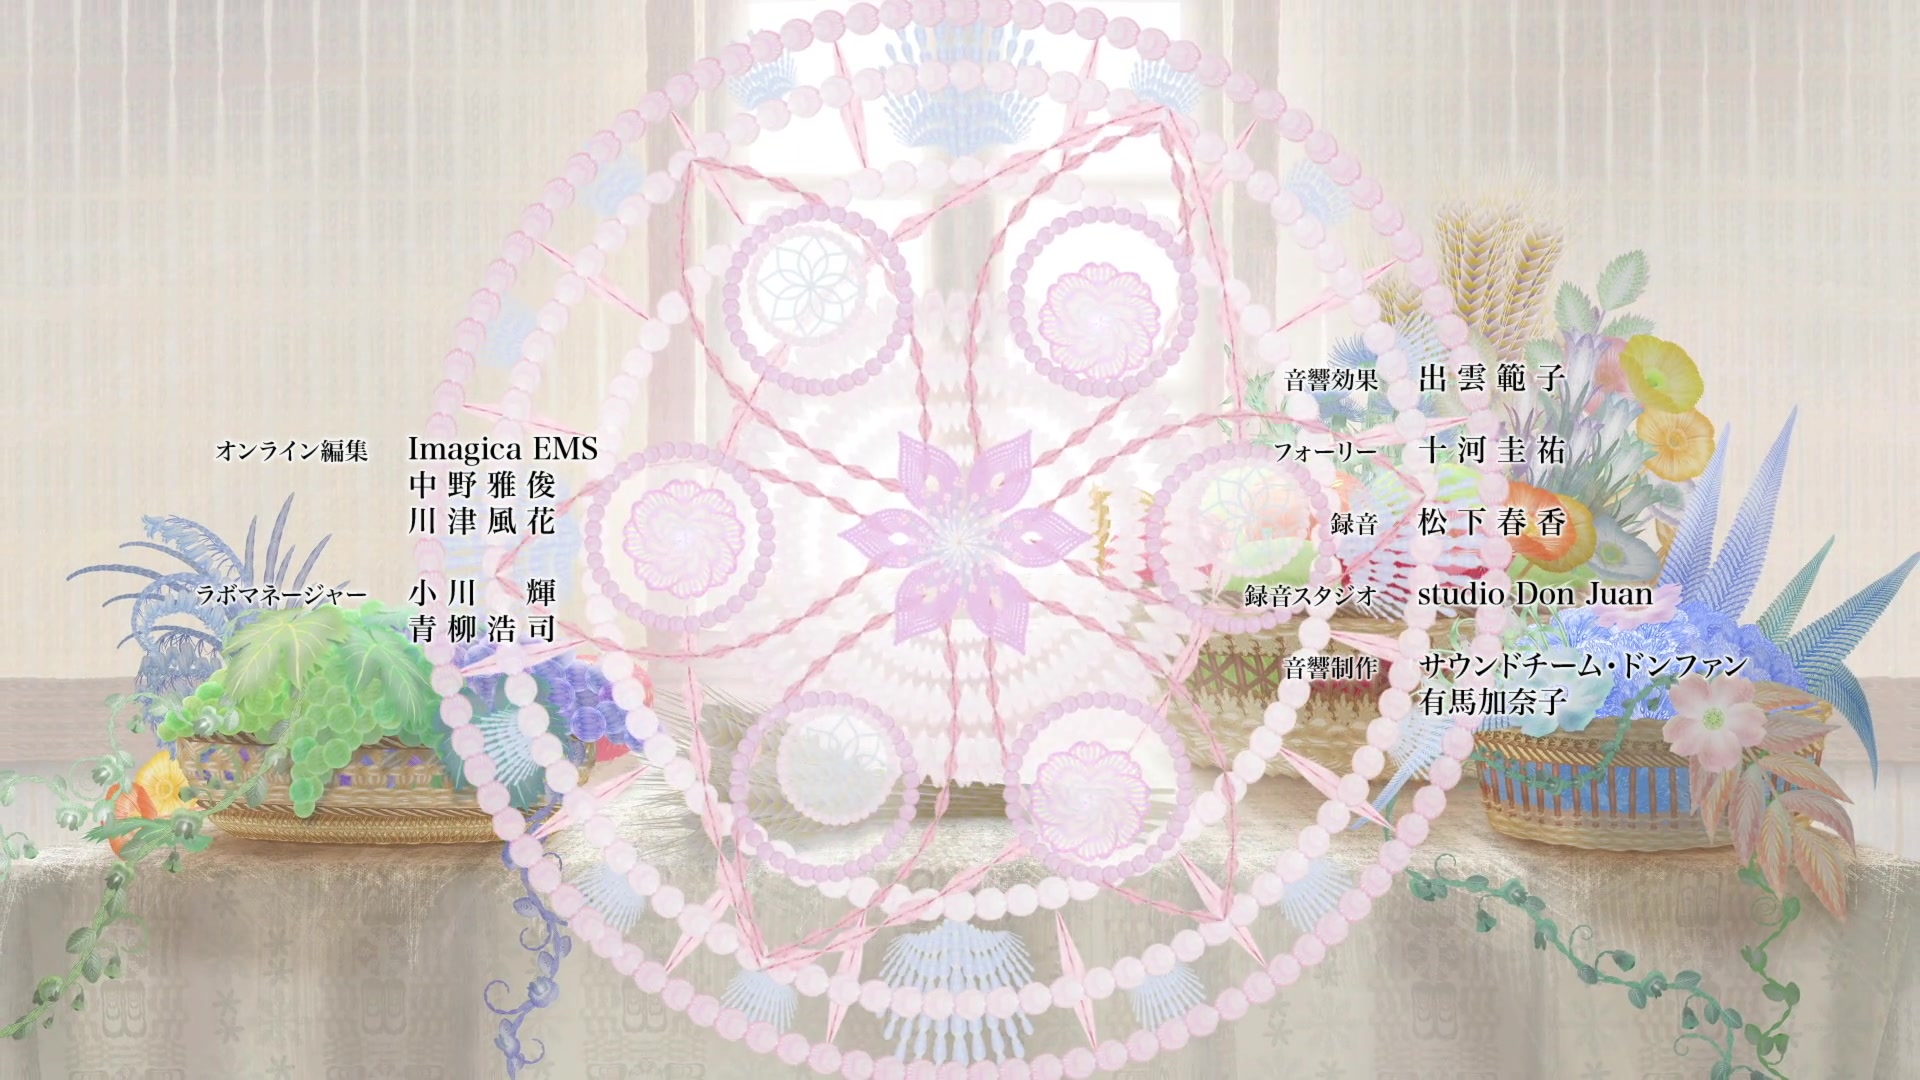 オンライン編集 Imagica EMS
中野雅俊
川津風花
ラボマネージャー 小川 輝
青柳浩司
音響効果 出雲範子
フォーリー 十河圭祐
録音 松下春香
録音スタジオ studio Don Juan
音響制作 サウンドチーム・ドンファン
有馬加奈子